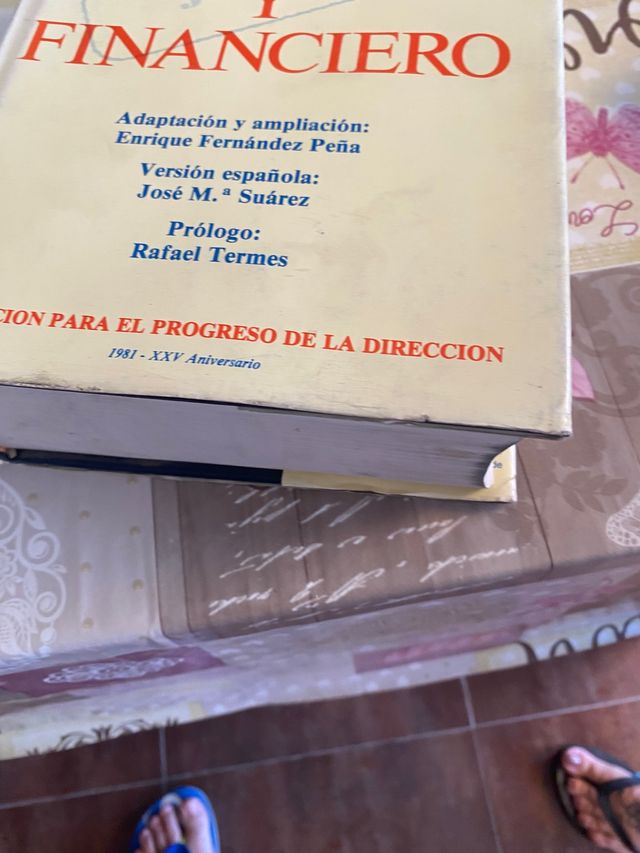 Y
FINANCIERO
Adaptación y ampliación:
Enrique Fernández Peña
Versión española:
José M.ª Suárez
Prólogo:
Rafael Termes
CION PARA EL PROGRESO DE LA DIRECCION
1981 - XXV Aniversario
de